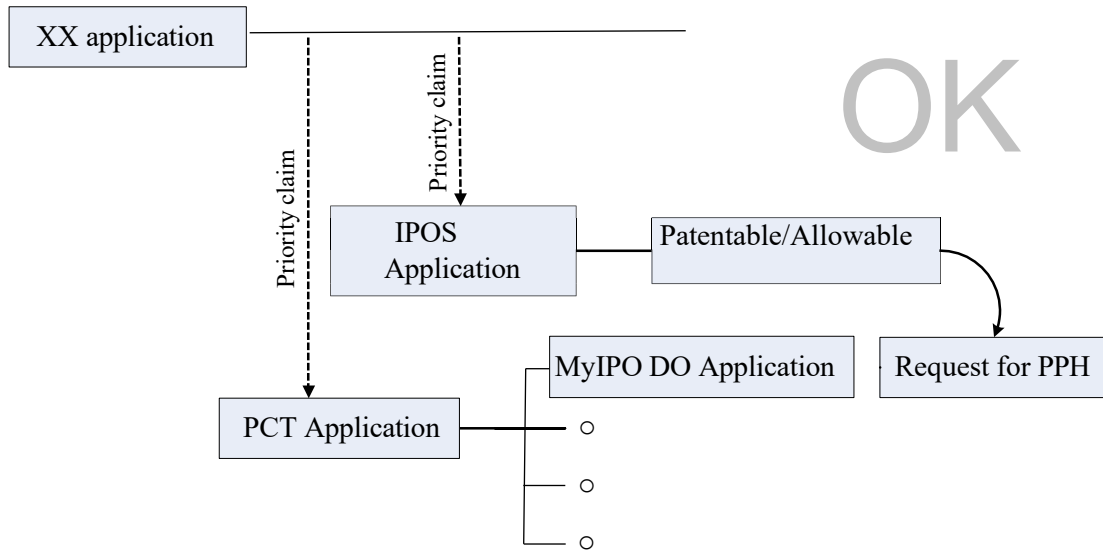 XX application
OK
Priority claim
Priority claim
IPOS
Application
Patentable/Allowable
MyIPO DO Application
Request for PPH
PCT Application